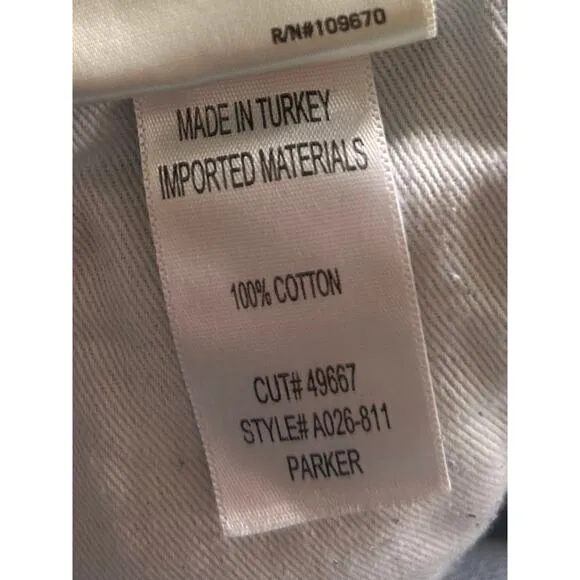 R/N#109670
MADE IN TURKEY
IMPORTED MATERIALS
100% COTTON
CUT# 49667
STYLE# A026-811
PARKER